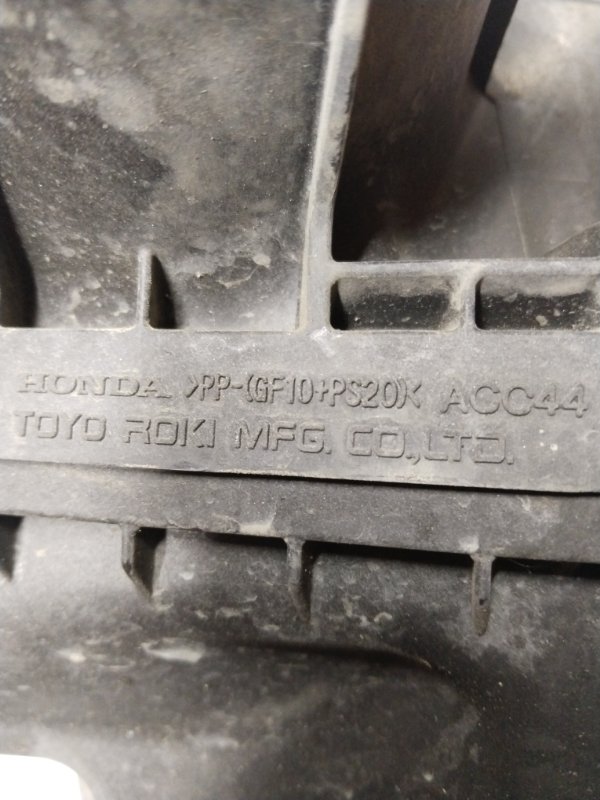 HONDA >PP-(GF10+PS20)< ACC44
TOYO ROKI MFG. CO.,LTD.